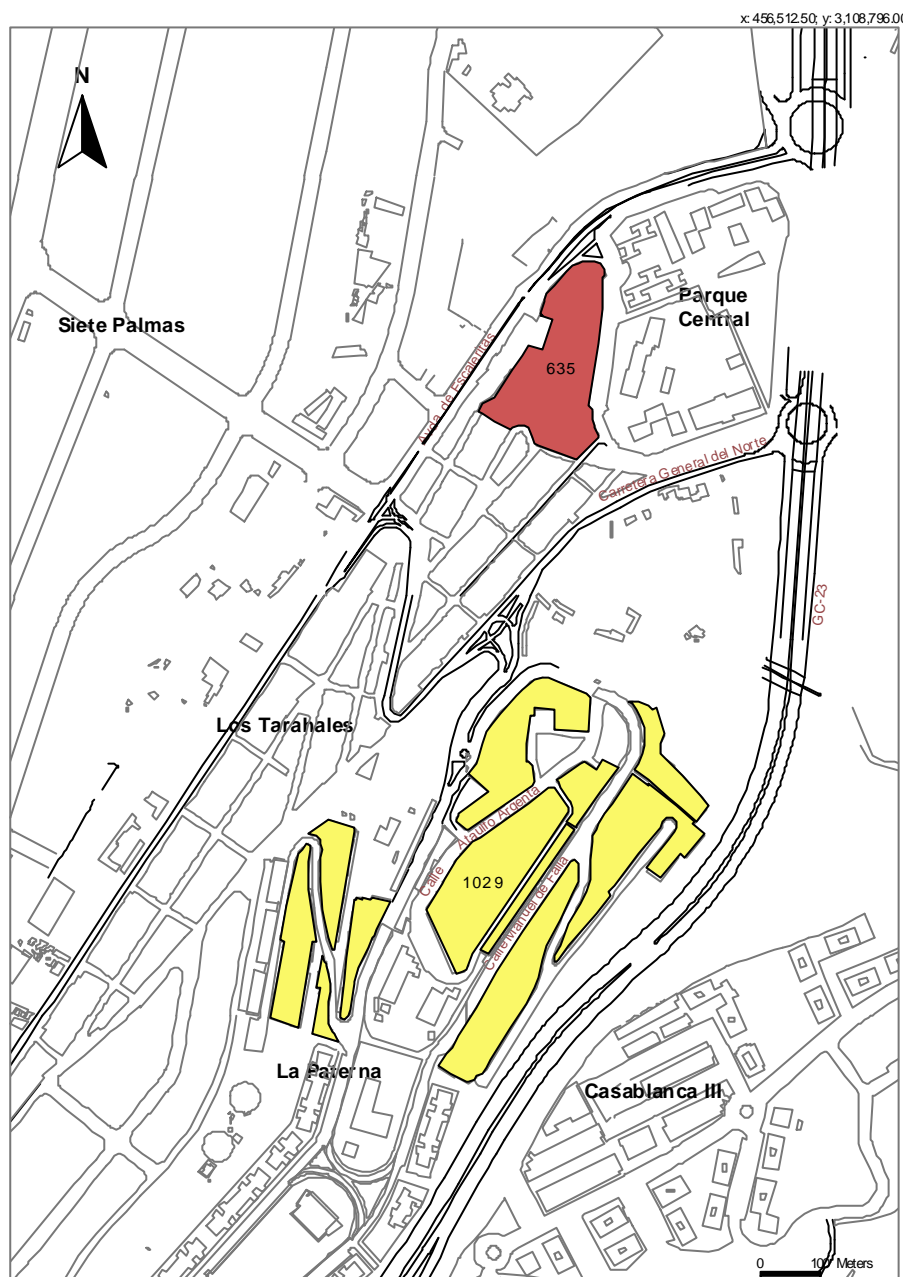 x: 456,512.50; y: 3,108,796.00
N
Siete Palmas
Parque
Central
Avda. de Escaleritas
635
Carretera General del Norte
GC-23
Los Tarahales
Calle Ataulfo Argenta
1029
Calle Manuel de Falla
La Paterna
Casablanca III
0 100 Meters